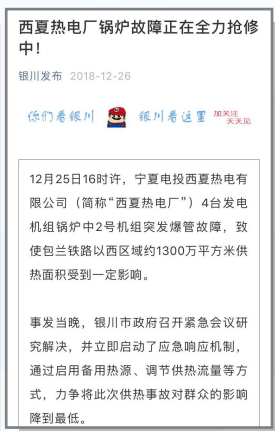 西夏热电厂锅炉故障正在全力抢修
中！
银川发布 2018-12-26
你们看银川 银川看这里 加关注
天天见
12月25日16时许，宁夏电投西夏热电有
限公司（简称“西夏热电厂”）4台发电
机组锅炉中2号机组突发爆管故障，致
使包兰铁路以西区域约1300万平方米供
热面积受到一定影响。
事发当晚，银川市政府召开紧急会议研
究解决，并立即启动了应急响应机制，
通过启用备用热源、调节供热流量等方
式，力争将此次供热事故对群众的影响
降到最低。